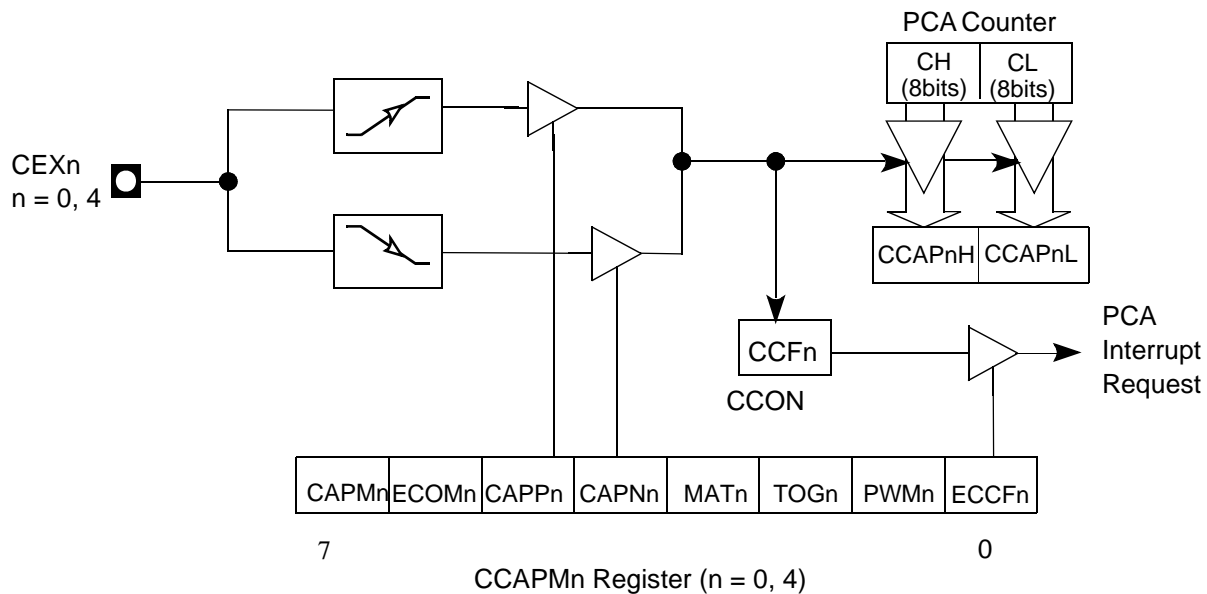 PCA Counter
CH
(8bits)
CL
(8bits)
CEXn
n = 0, 4
CCAPnH
CCAPnL
CCFn
CCON
PCA
Interrupt
Request
CAPMn ECOMn CAPPn CAPNn MATn TOGn PWMn ECCFn
7 0
CCAPMn Register (n = 0, 4)